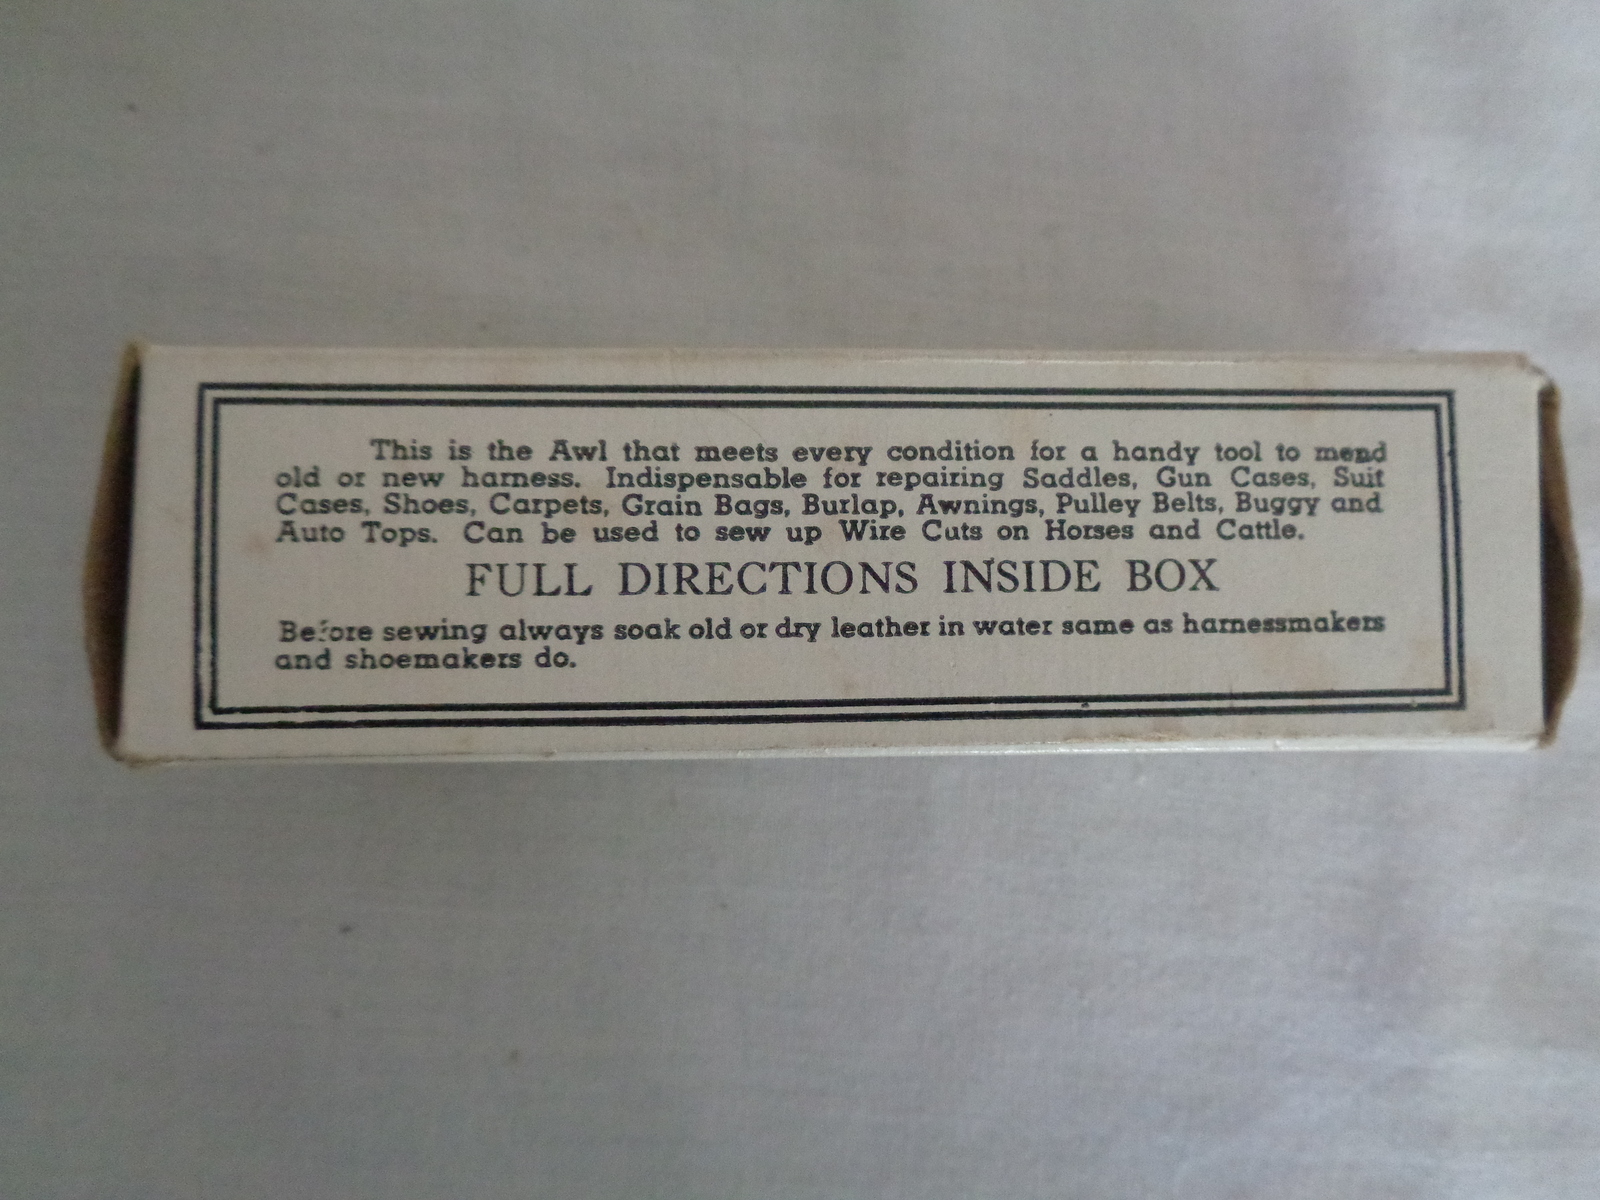 This is the Awl that meets every condition for a handy tool to mend
old or new harness. Indispensable for repairing Saddles, Gun Cases, Suit
Cases, Shoes, Carpets, Grain Bags, Burlap, Awnings, Pulley Belts, Buggy and
Auto Tops. Can be used to sew up Wire Cuts on Horses and Cattle.
FULL DIRECTIONS INSIDE BOX
Before sewing always soak old or dry leather in water same as harnessmakers
and shoemakers do.